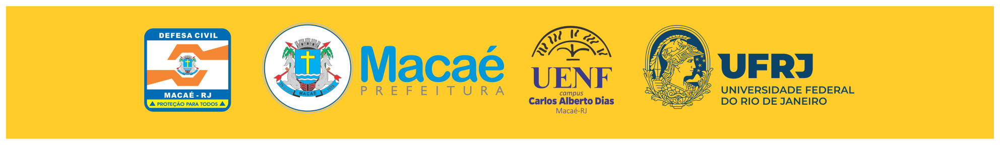 DEFESA CIVIL
MACAÉ - RJ
PROTEÇÃO PARA TODOS
MACAÉ
1813
Macaé
PREFEITURA
UENF
campus
Carlos Alberto Dias
Macaé-RJ
UFRJ
UNIVERSIDADE FEDERAL
DO RIO DE JANEIRO